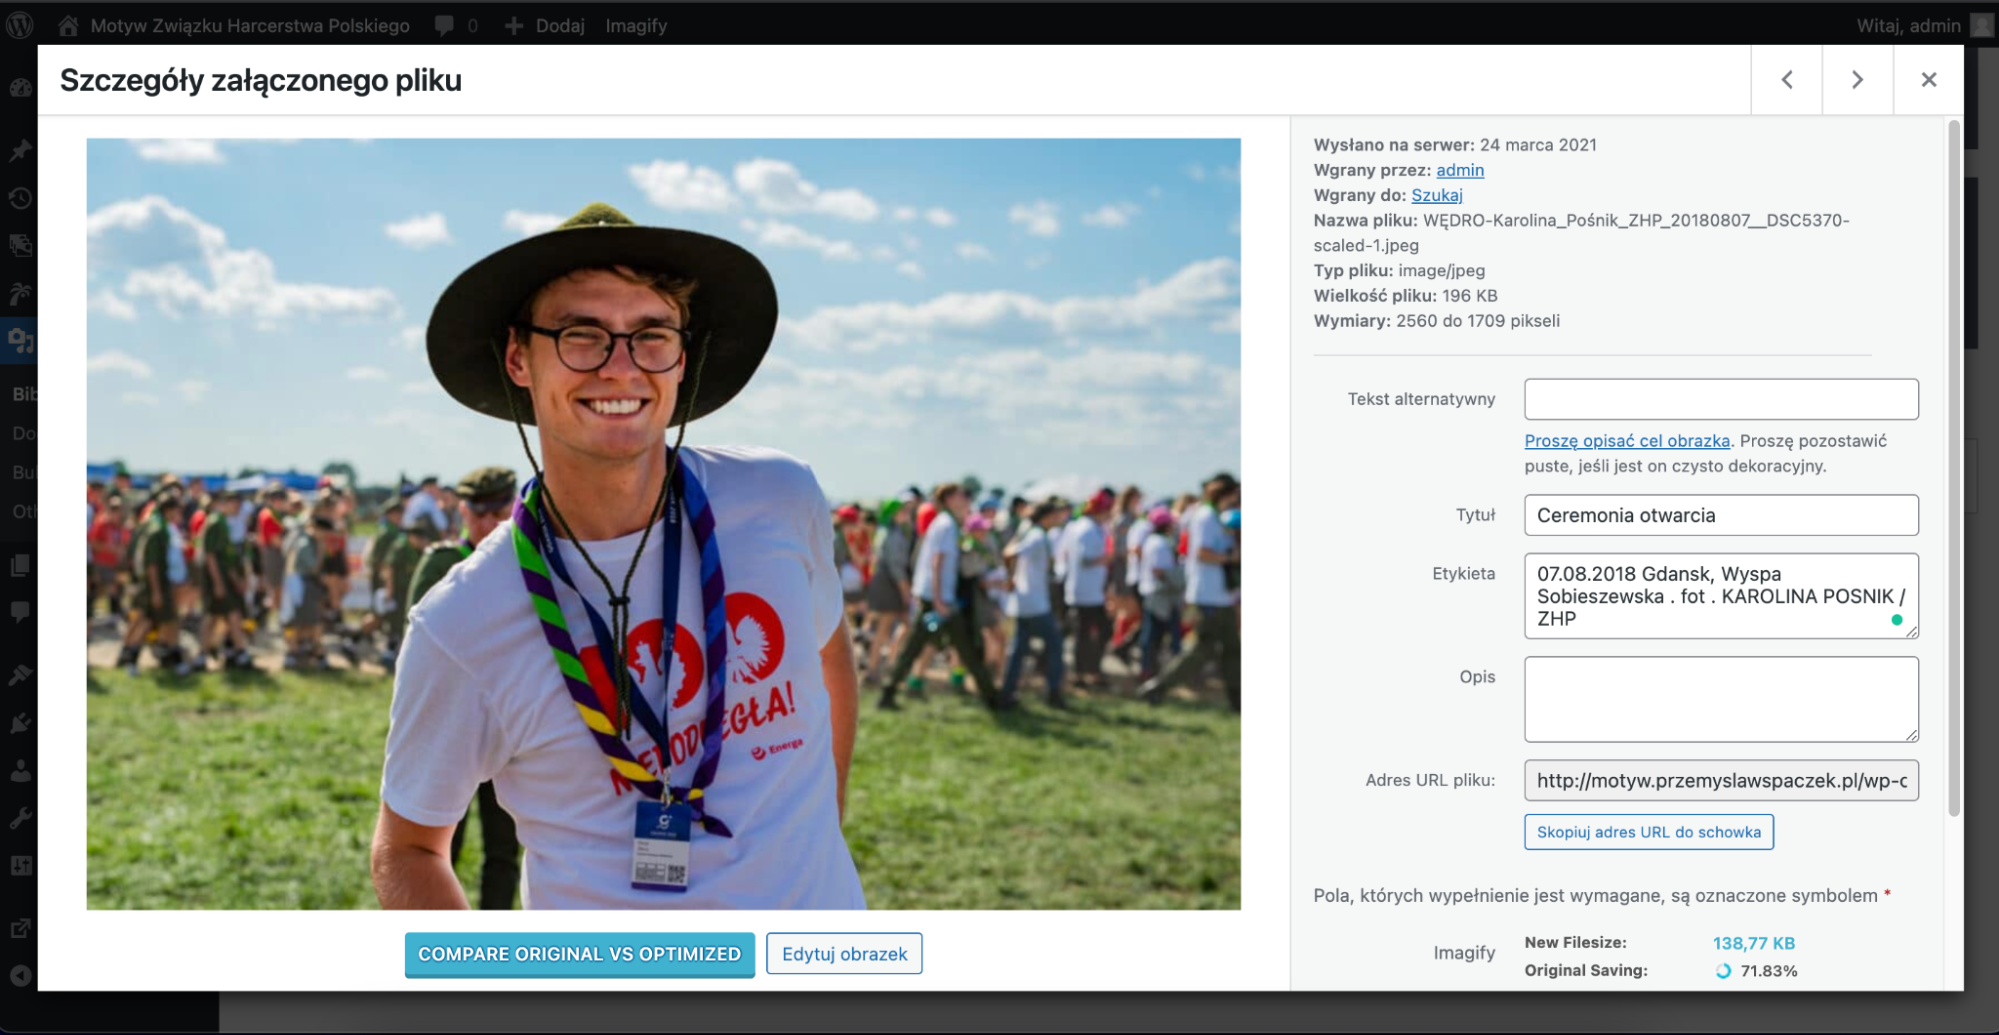 Motyw Związku Harcerstwa Polskiego
0
Dodaj
Imagify
Witaj, admin
Szczegóły załączonego pliku
Bib
Do
Bul
Oth
NIEPODLEGŁA!
Energa
COMPARE ORIGINAL VS OPTIMIZED
Edytuj obrazek
Wysłano na serwer: 24 marca 2021
Wgrany przez: admin
Wgrany do: Szukaj
Nazwa pliku: WĘDRO-Karolina_Pośnik_ZHP_20180807__DSC5370-
scaled-1.jpeg
Typ pliku: image/jpeg
Wielkość pliku: 196 KB
Wymiary: 2560 do 1709 pikseli
Tekst alternatywny
Proszę opisać cel obrazka. Proszę pozostawić
puste, jeśli jest on czysto dekoracyjny.
Tytuł
Ceremonia otwarcia
Etykieta
07.08.2018 Gdansk, Wyspa
Sobieszewska . fot . KAROLINA POSNIK /
ZHP
Opis
Adres URL pliku:
http://motyw.przemyslawspaczek.pl/wp-c
Skopiuj adres URL do schowka
Pola, których wypełnienie jest wymagane, są oznaczone symbolem *
Imagify
New Filesize: 138,77 KB
Original Saving: 71.83%